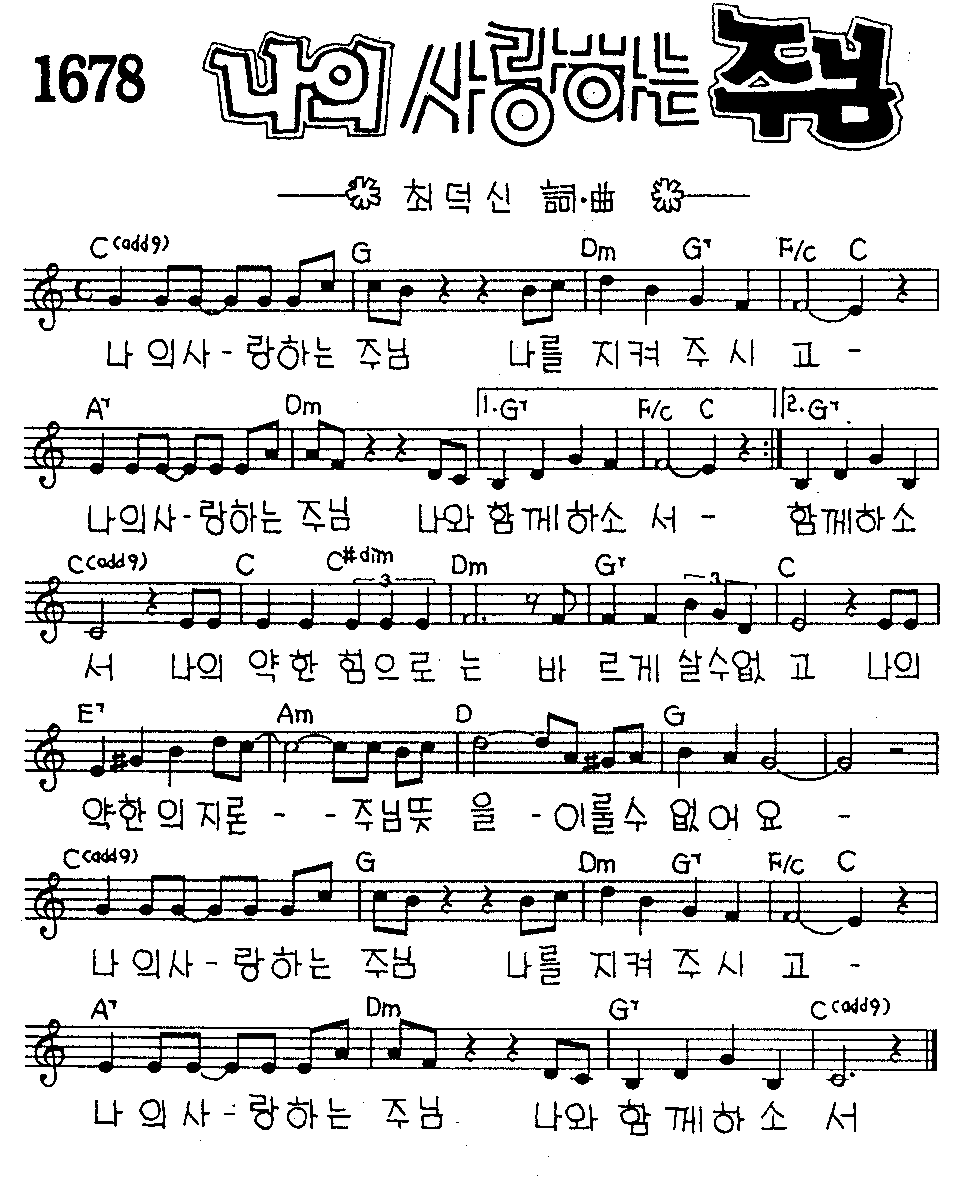 1678 나의 사랑하는 주님
최덕신 詞·曲
C(add9) G Dm G7 F/C C
나 의사-랑하는 주님 나를 지켜 주 시 고-
A7 Dm 1.G7 F/C C 2.G7
나의사-랑하는 주님 나와 함께하소 서- 함께하소
C(add9) C C#dim 3 Dm G7 3 C
서 나의 약 한 힘으로 는 바 르게 살수없 고 나의
E7 Am D G
약한 의지론 - - 주님뜻 을 -이룰수 없어 요 -
C(add9) G Dm G7 F/C C
나 의사-랑하는 주님 나를 지켜 주 시 고 -
A7 Dm G7 C(add9)
나 의 사-랑하는 주님 나와 함 께하 소 서